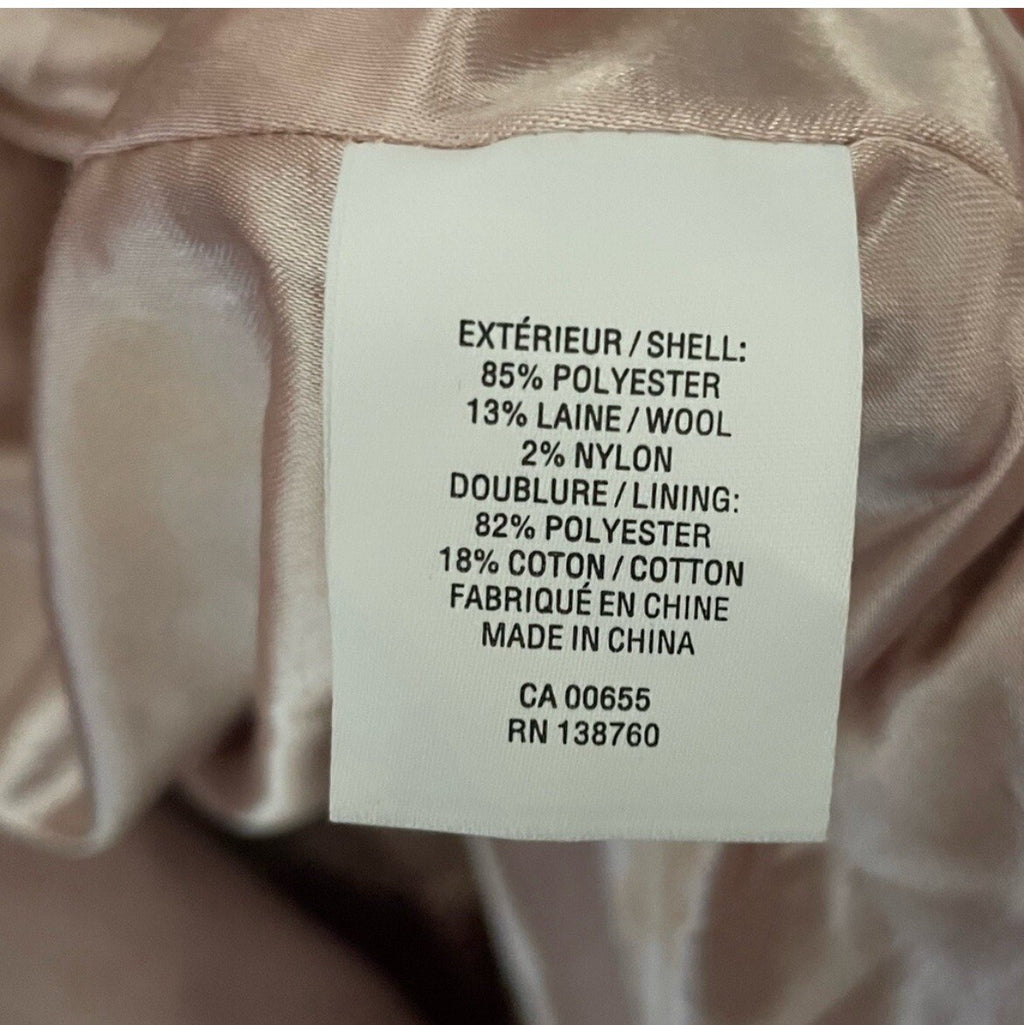 EXTÉRIEUR / SHELL:
85% POLYESTER
13% LAINE / WOOL
2% NYLON
DOUBLURE / LINING:
82% POLYESTER
18% COTON / COTTON
FABRIQUÉ EN CHINE
MADE IN CHINA
CA 00655
RN 138760